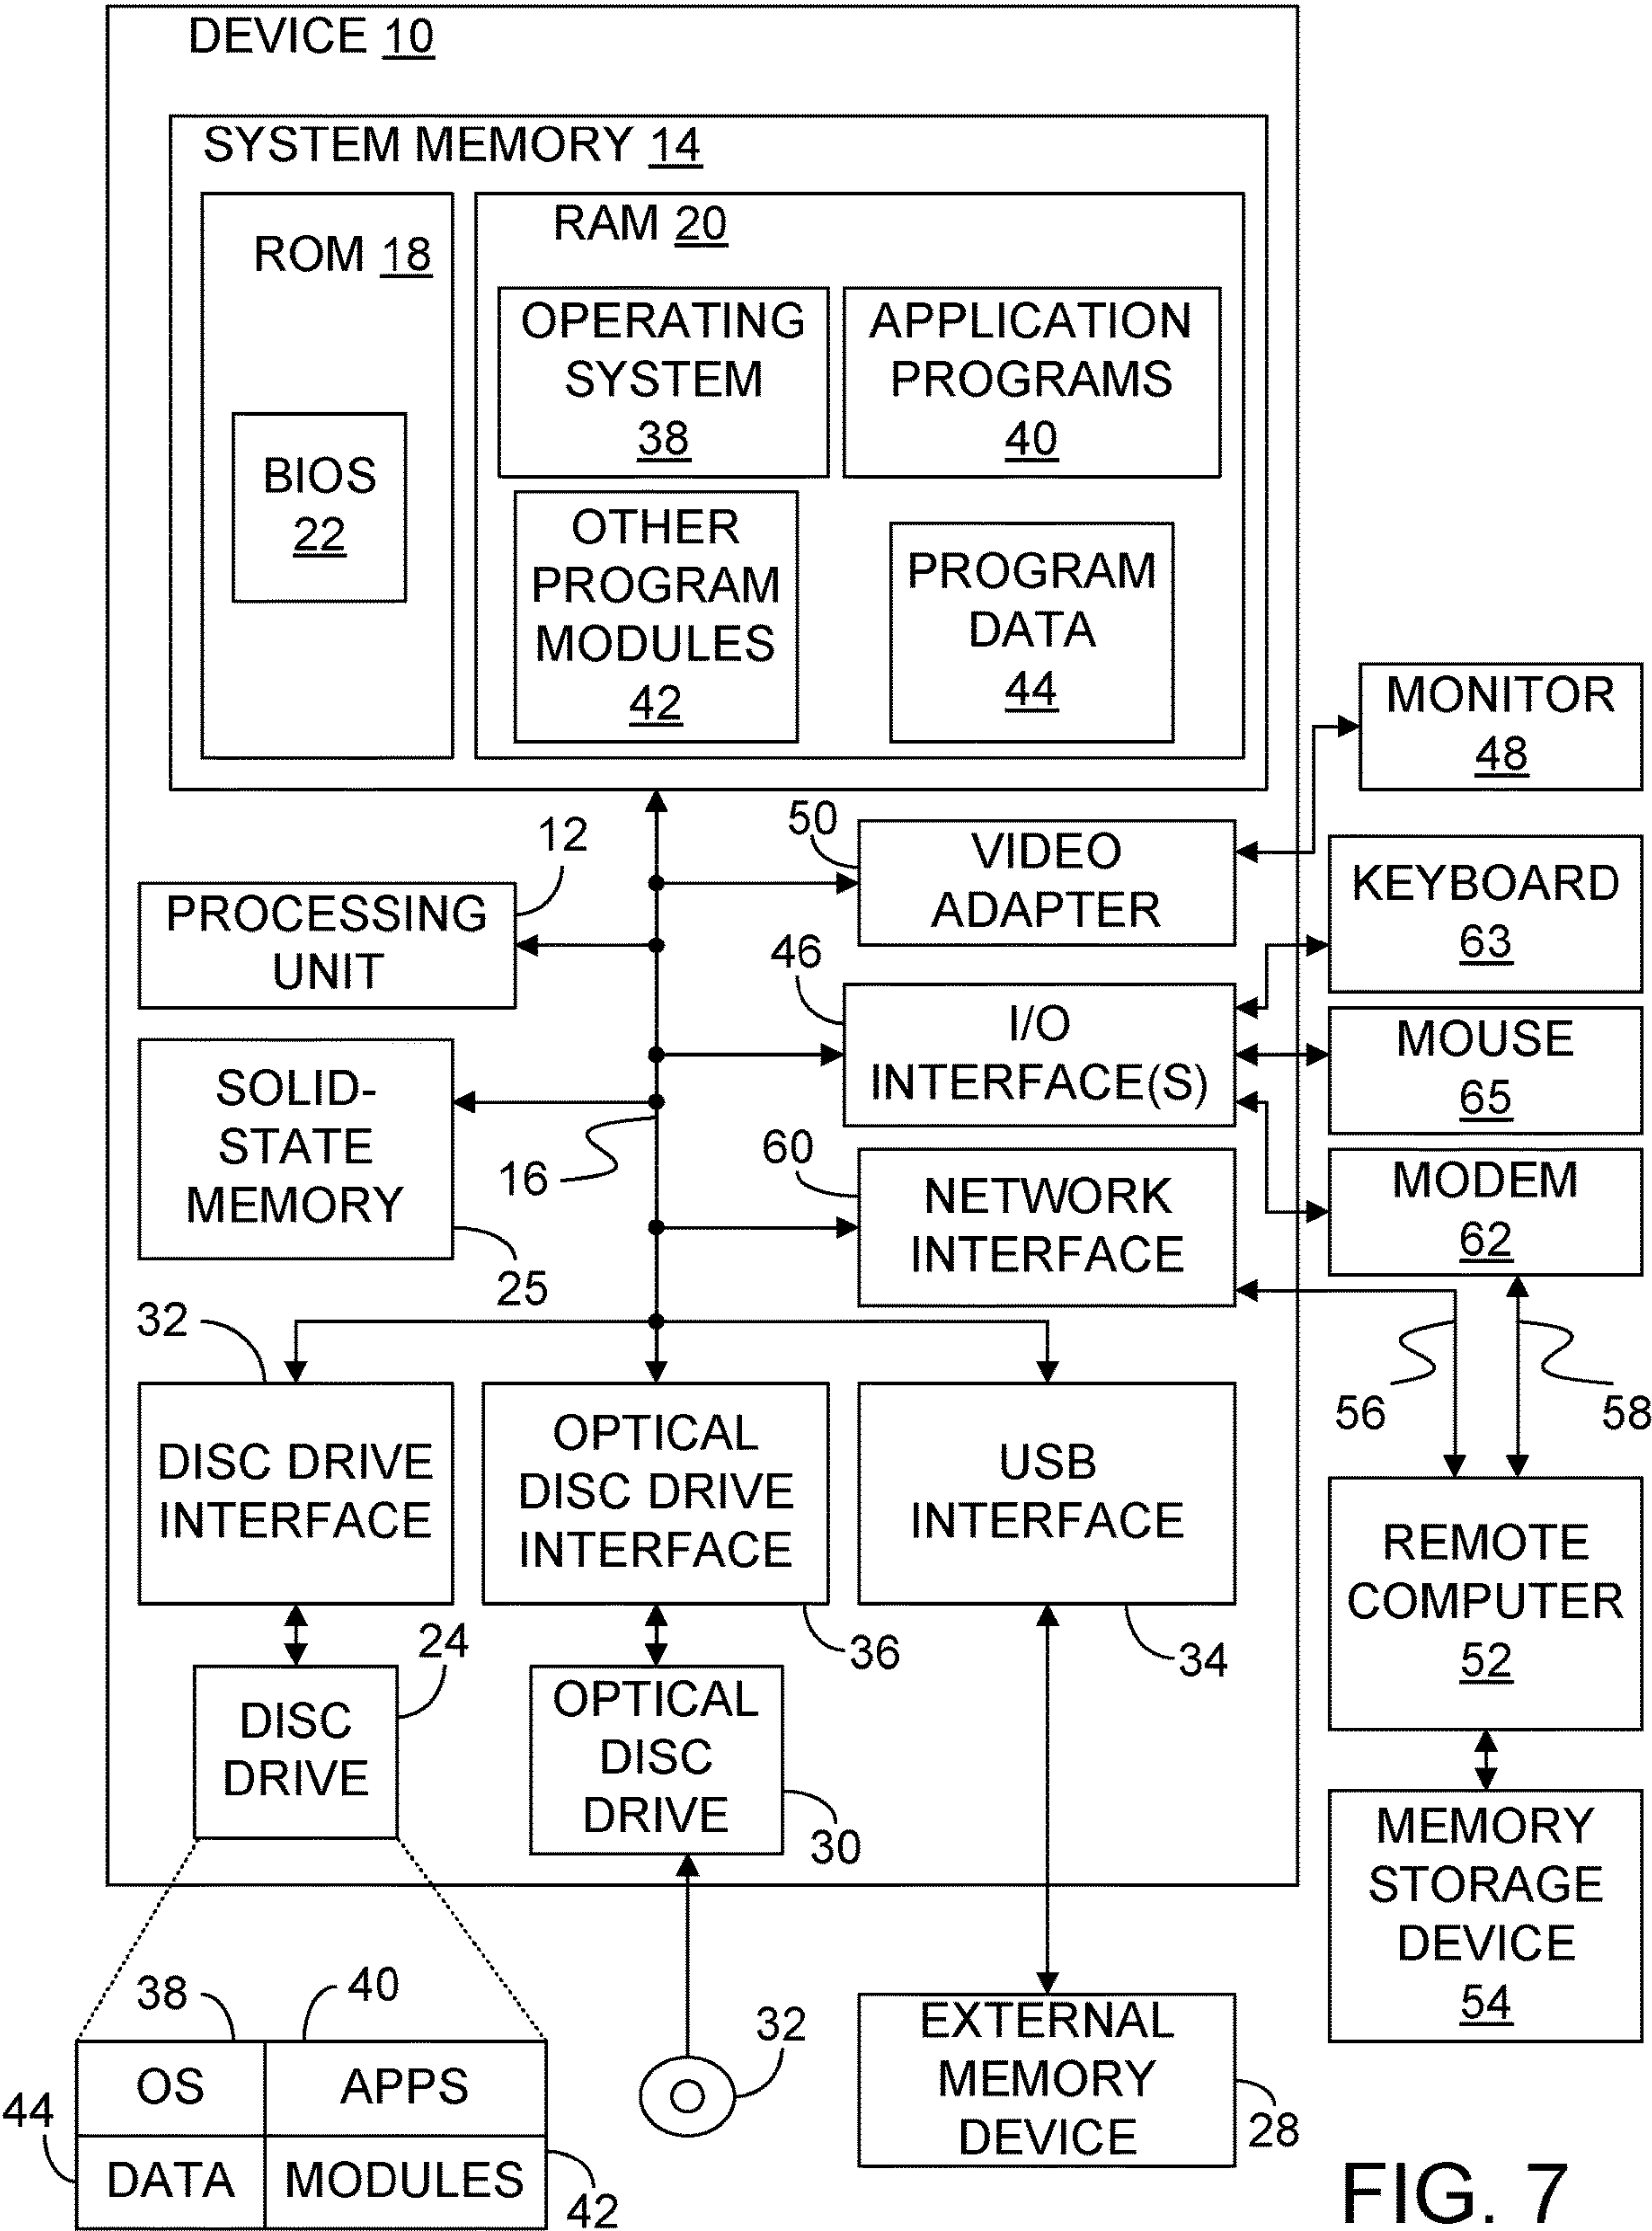 DEVICE 10
SYSTEM MEMORY 14
ROM 18
BIOS
22
RAM 20
OPERATING
SYSTEM
38
APPLICATION
PROGRAMS
40
OTHER
PROGRAM
MODULES
42
PROGRAM
DATA
44
MONITOR
48
12
PROCESSING
UNIT
50
VIDEO
ADAPTER
KEYBOARD
63
46
I/O
INTERFACE(S)
MOUSE
65
SOLID-
STATE
MEMORY
25
16
60
NETWORK
INTERFACE
MODEM
62
56
58
32
DISC DRIVE
INTERFACE
OPTICAL
DISC DRIVE
INTERFACE
36
USB
INTERFACE
34
REMOTE
COMPUTER
52
24
DISC
DRIVE
OPTICAL
DISC
DRIVE
30
MEMORY
STORAGE
DEVICE
54
38
40
OS
APPS
44
DATA
MODULES
42
32
EXTERNAL
MEMORY
DEVICE
28
FIG. 7